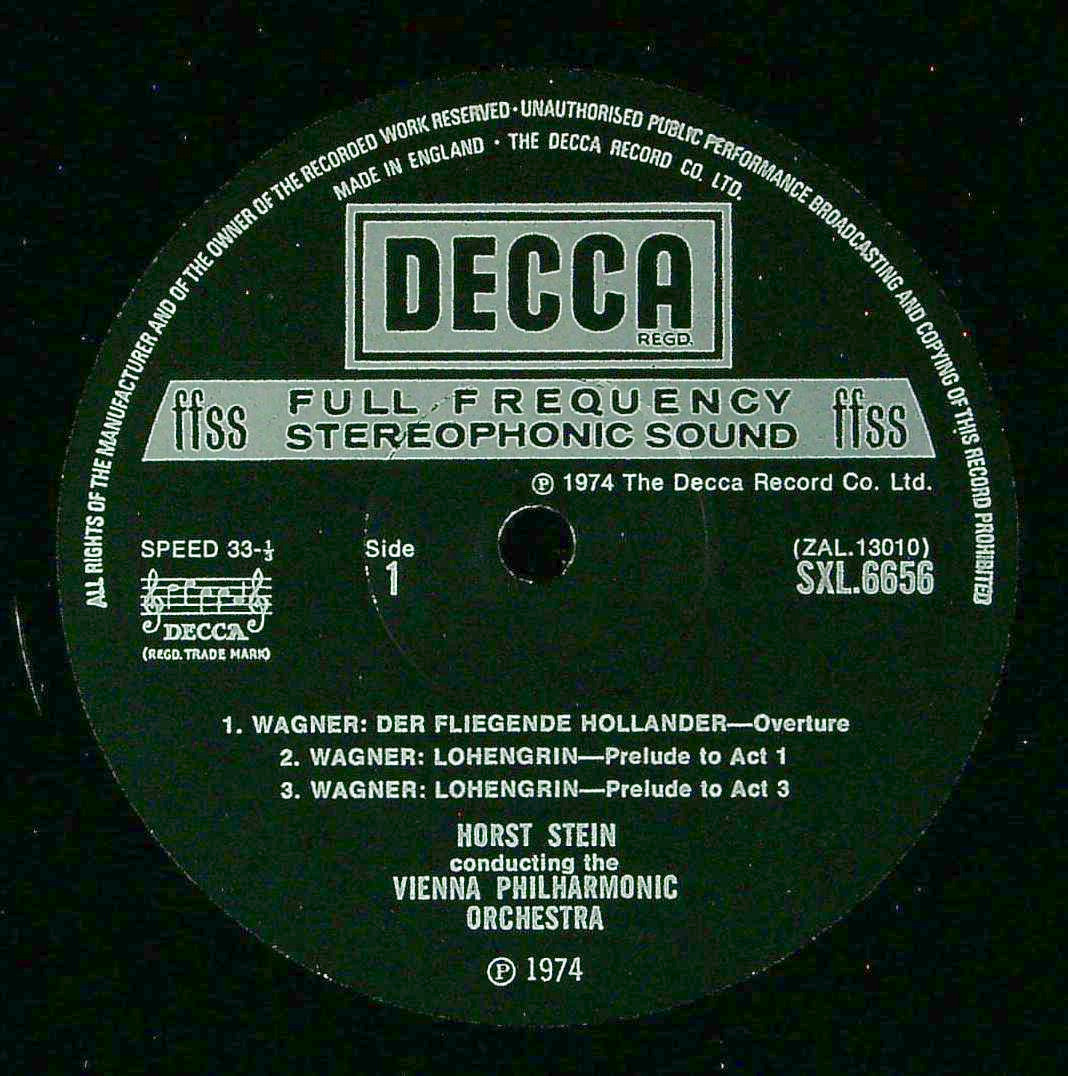 ALL RIGHTS OF THE MANUFACTURER AND OF THE OWNER OF THE RECORDED WORK RESERVED · UNAUTHORISED PUBLIC PERFORMANCE BROADCASTING AND COPYING OF THIS RECORD PROHIBITED
MADE IN ENGLAND · THE DECCA RECORD CO. LTD.
DECCA
REGD.
ffss FULL FREQUENCY ffss
STEREOPHONIC SOUND
℗ 1974 The Decca Record Co. Ltd.
SPEED 33-⅓ Side (ZAL.13010)
1 SXL.6656
DECCA
(REGD. TRADE MARK)
1. WAGNER: DER FLIEGENDE HOLLANDER—Overture
2. WAGNER: LOHENGRIN—Prelude to Act 1
3. WAGNER: LOHENGRIN—Prelude to Act 3
HORST STEIN
conducting the
VIENNA PHILHARMONIC
ORCHESTRA
℗ 1974